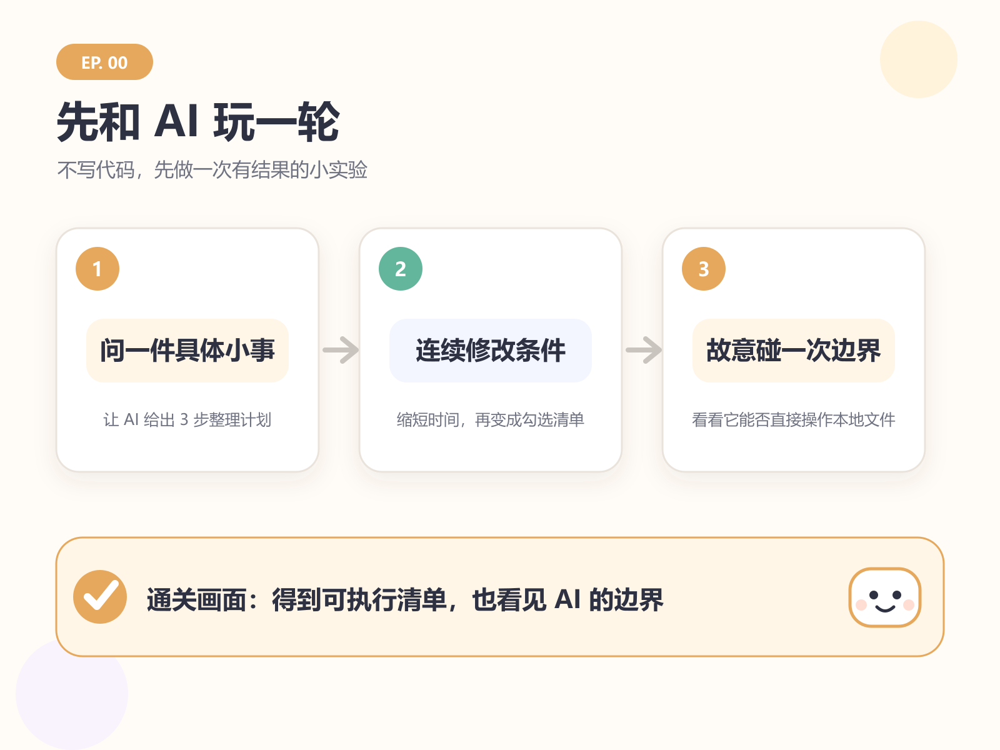 EP. 00
先和 AI 玩一轮
不写代码，先做一次有结果的小实验
1
问一件具体小事
让 AI 给出 3 步整理计划
2
连续修改条件
缩短时间，再变成勾选清单
3
故意碰一次边界
看看它能否直接操作本地文件
通关画面：得到可执行清单，也看见 AI 的边界